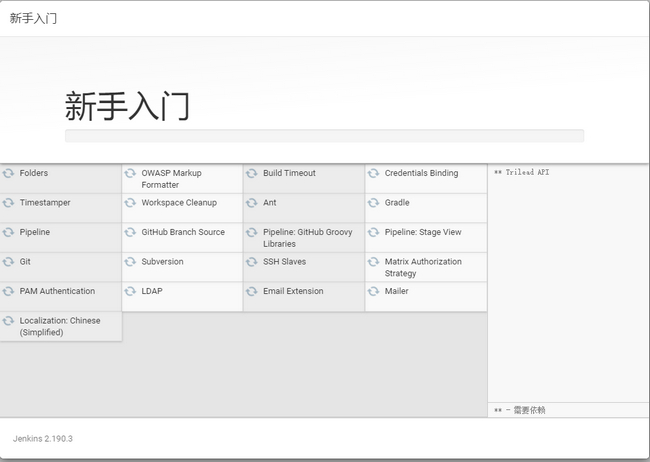 新手入门
新手入门
Folders
OWASP Markup
Formatter
Build Timeout
Credentials Binding
** Trilead API
Timestamper
Workspace Cleanup
Ant
Gradle
Pipeline
GitHub Branch Source
Pipeline: GitHub Groovy
Libraries
Pipeline: Stage View
Git
Subversion
SSH Slaves
Matrix Authorization
Strategy
PAM Authentication
LDAP
Email Extension
Mailer
Localization: Chinese
(Simplified)
** - 需要依赖
Jenkins 2.190.3